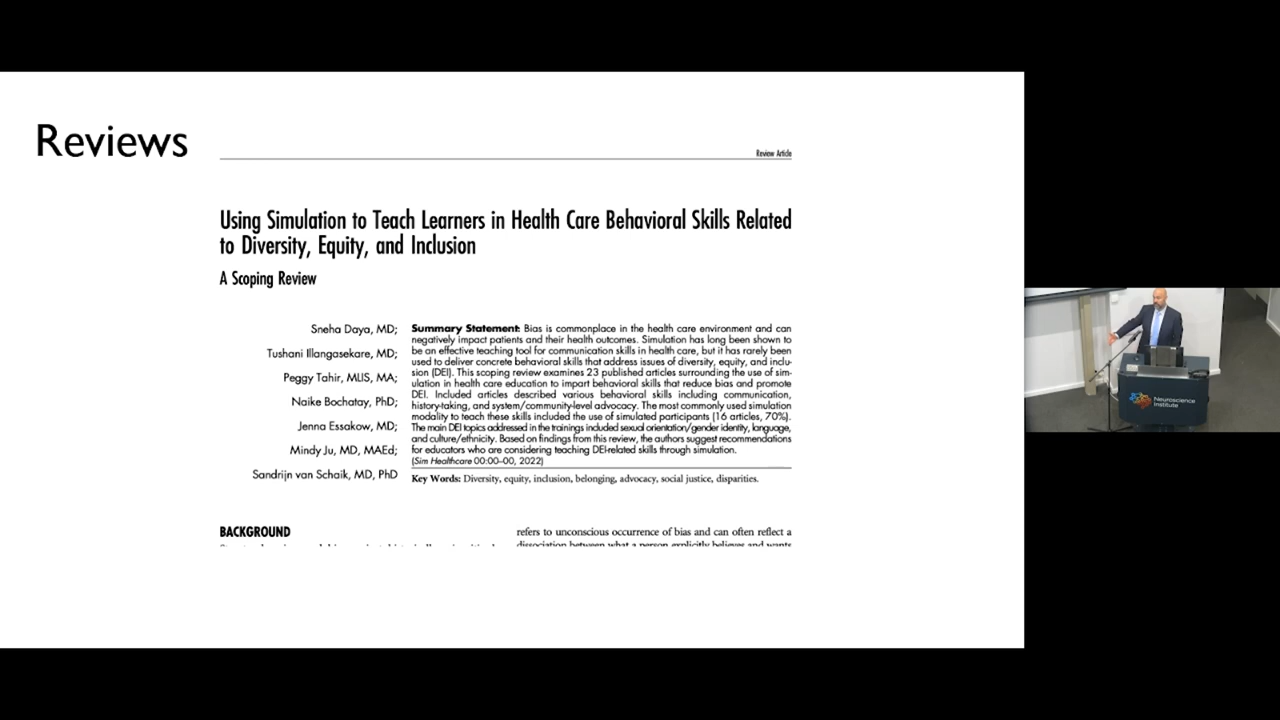 Reviews
Review Article
Using Simulation to Teach Learners in Health Care Behavioral Skills Related
to Diversity, Equity, and Inclusion
A Scoping Review
Sneha Daya, MD;
Tushani Illangasekare, MD;
Peggy Tahir, MLIS, MA;
Naike Bochatay, PhD;
Jenna Essakow, MD;
Mindy Ju, MD, MAEd;
Sandrijn van Schaik, MD, PhD
Summary Statement: Bias is commonplace in the health care environment and can
negatively impact patients and their health outcomes. Simulation has long been shown to
be an effective teaching tool for communication skills in health care, but it has rarely been
used to deliver concrete behavioral skills that address issues of diversity, equity, and inclu-
sion (DEI). This scoping review examines 23 published articles surrounding the use of sim-
ulation in health care education to impart behavioral skills that reduce bias and promote
DEI. Included articles described various behavioral skills including communication,
history-taking, and system/community-level advocacy. The most commonly used simulation
modality to teach these skills included the use of simulated participants (16 articles, 70%).
The main DEI topics addressed in the trainings included sexual orientation/gender identity, language,
and culture/ethnicity. Based on findings from this review, the authors suggest recommendations
for educators who are considering teaching DEI-related skills through simulation.
(Sim Healthcare 00:00–00, 2022)
Key Words: Diversity, equity, inclusion, belonging, advocacy, social justice, disparities.
BACKGROUND
refers to unconscious occurrence of bias and can often reflect a
dissociation between what a person explicitly believes and wants
Neuroscience
Institute